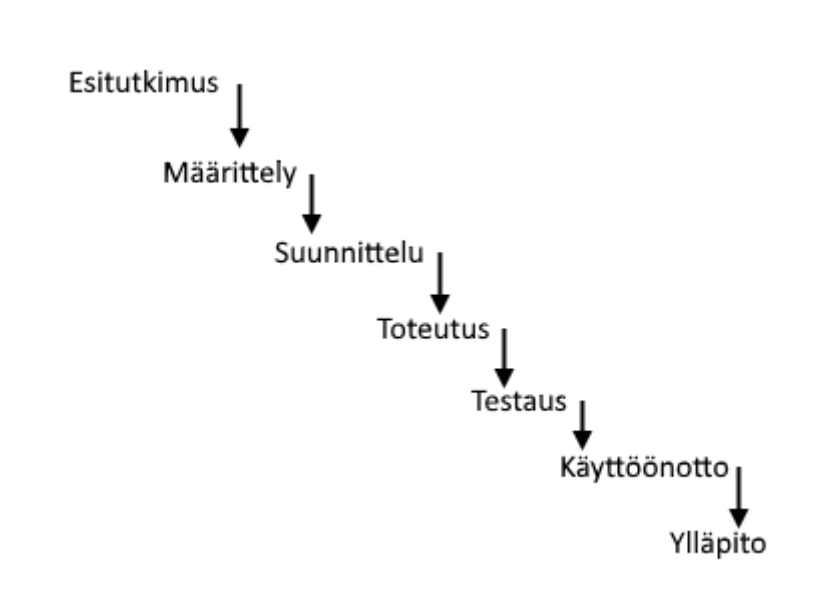 Esitutkimus
Määrittely
Suunnittelu
Toteutus
Testaus
Käyttöönotto
Ylläpito